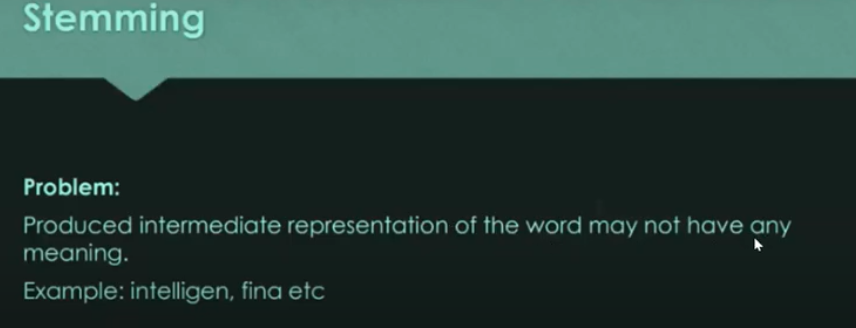 Stemming
Problem:
Produced intermediate representation of the word may not have any
meaning.
Example: intelligen, fina etc